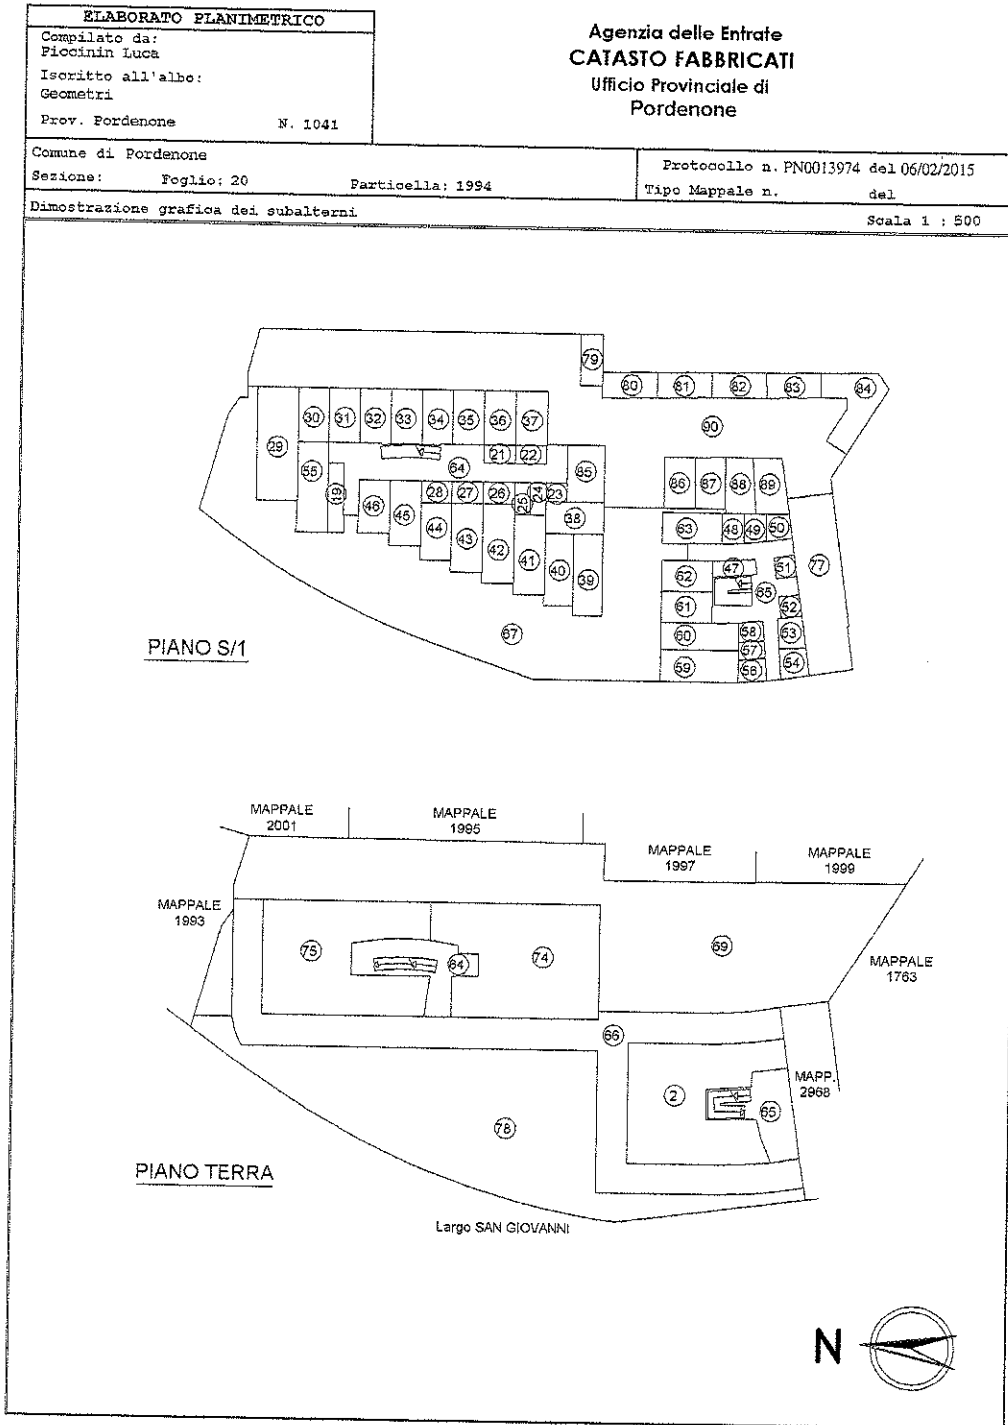 ELABORATO PLANIMETRICO
Compilato da:
Piccinin Luca
Iscritto all'albo:
Geometri
Prov. Pordenone N. 1041
Agenzia delle Entrate
CATASTO FABBRICATI
Ufficio Provinciale di
Pordenone
Comune di Pordenone
Sezione: Foglio: 20 Particella: 1994
Protocollo n. PN0013974 del 06/02/2015
Tipo Mappale n. del
Dimostrazione grafica dei subalterni
Scala 1 : 500
79
80 81 82 83 84
30 31 32 33 34 35 36 37
90
29
21 22
55
64
85
86 87 88 89
19
28 27 26 25 24 23
46 45
38
63 48 49 50
44 43 42 41 40 39
47 51 77
62
65
61 52
67
60 58 53
57
59 56 54
PIANO S/1
MAPPALE
2001
MAPPALE
1995
MAPPALE
1997
MAPPALE
1999
MAPPALE
1993
75
64
74
69
MAPPALE
1763
66
MAPP.
2968
2
65
78
PIANO TERRA
Largo SAN GIOVANNI
N